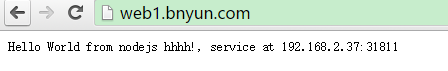 web1.bnyun.com
Hello World from nodejs hhhh!, service at 192.168.2.37:31811